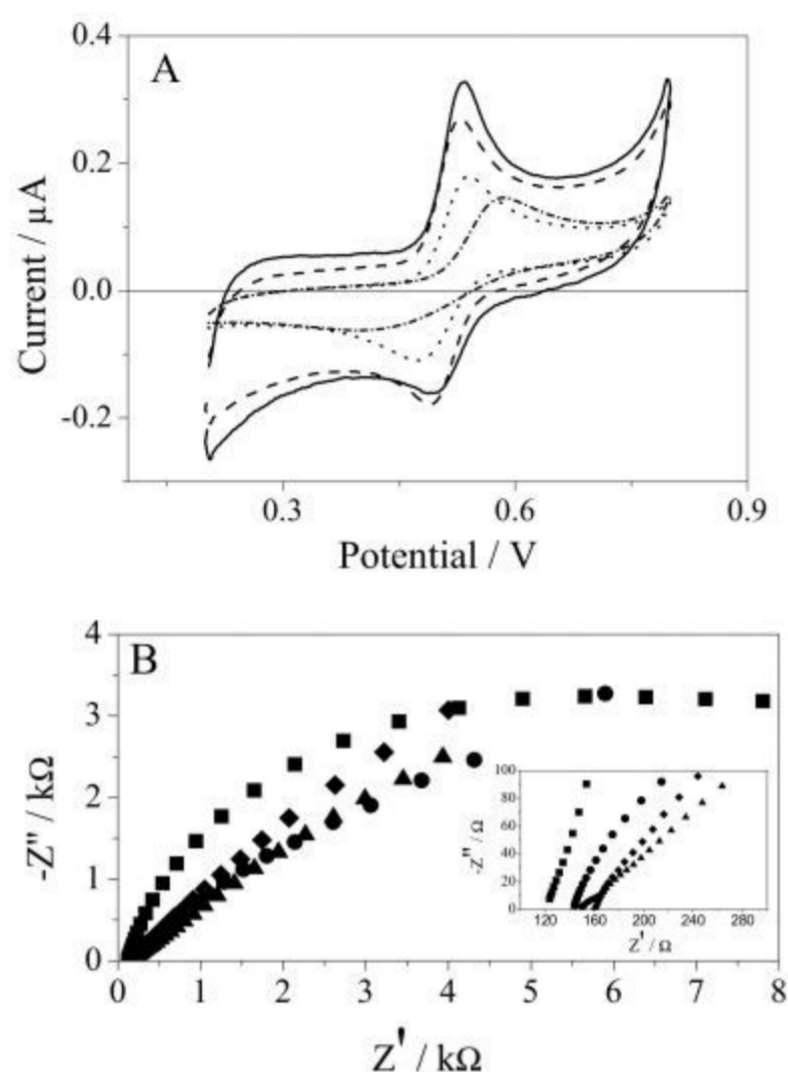 A
0.4
0.2
0.0
-0.2
Current / µA
0.3 0.6 0.9
Potential / V
B
4
3
2
1
0
-Z'' / kΩ
100
80
60
40
20
0
-Z'' / Ω
120 160 200 240 280
Z' / Ω
0 1 2 3 4 5 6 7 8
Z' / kΩ